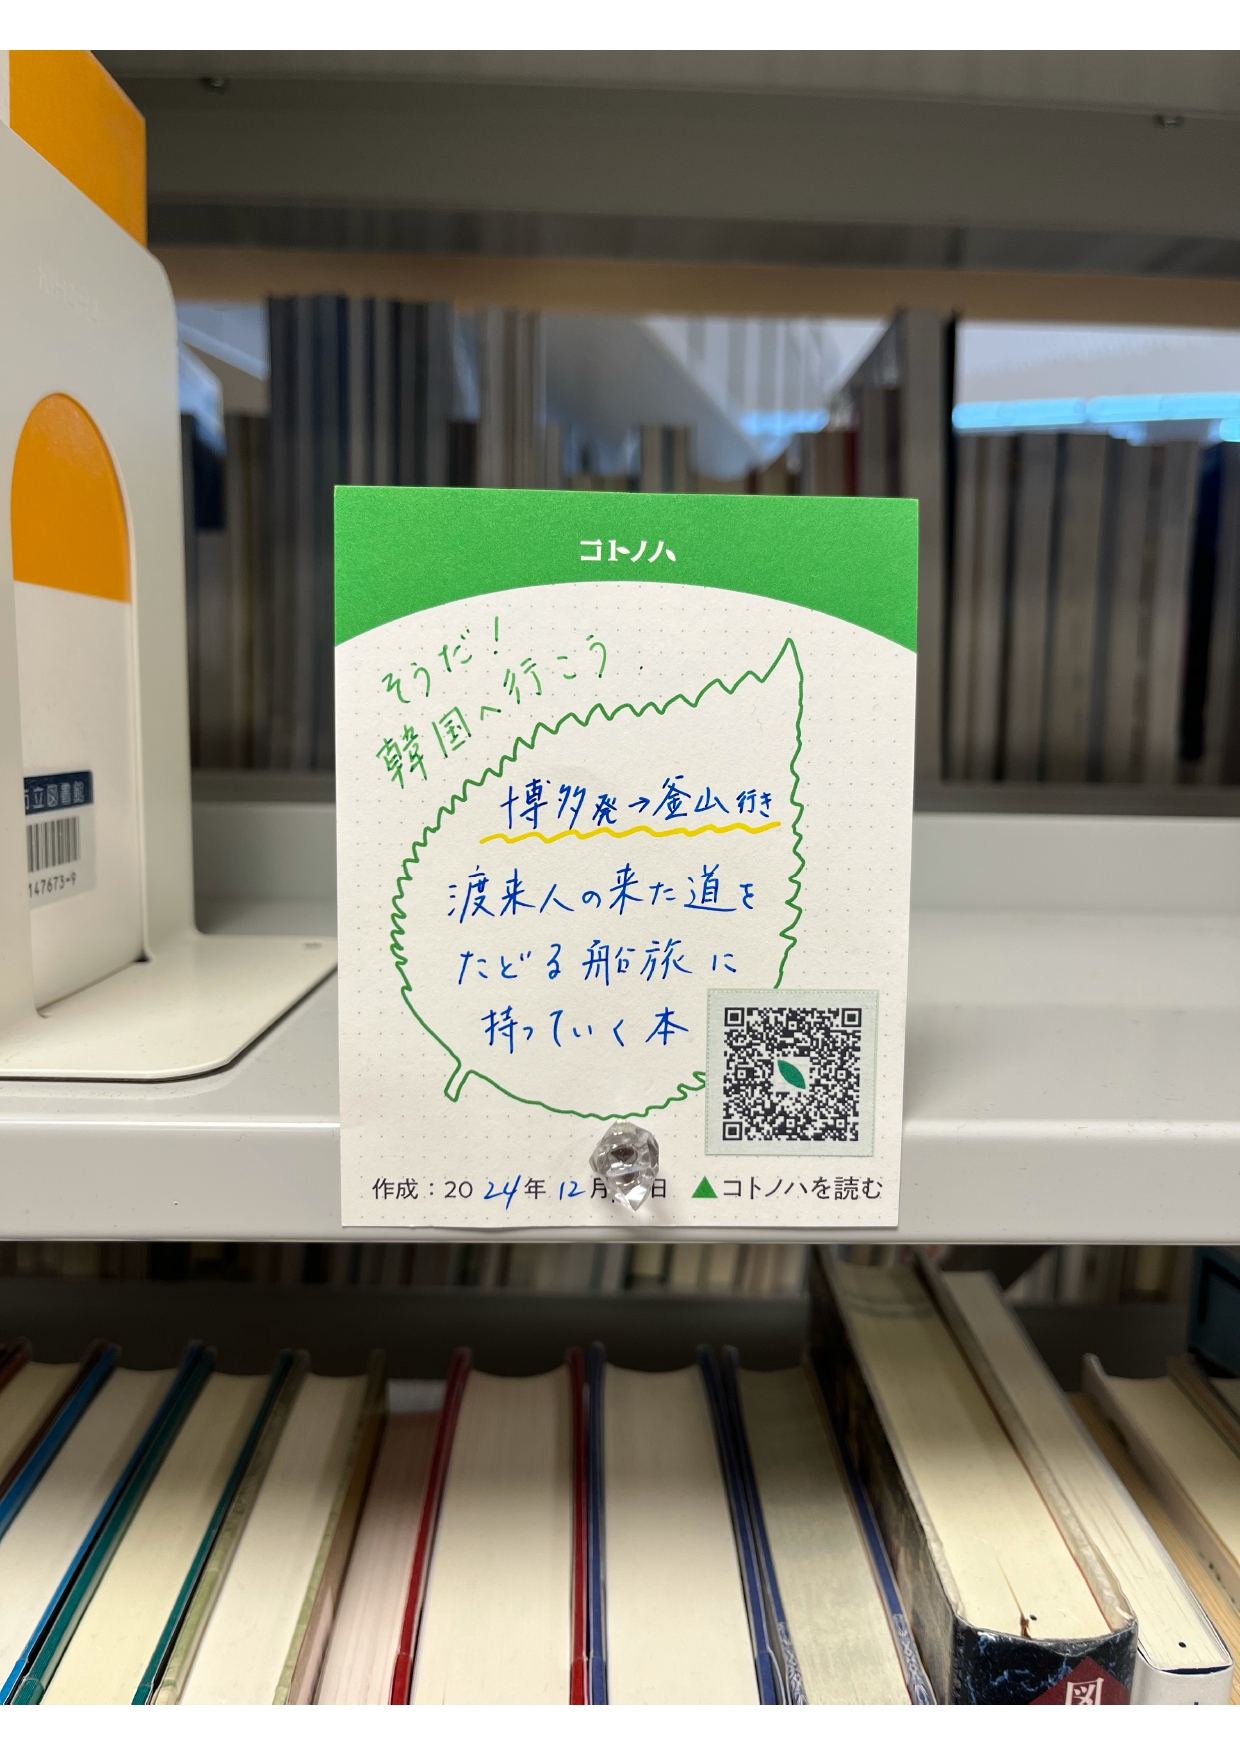 コトノハ
そうだ!
韓国へ行こう
博多発→釜山行き
渡来人の来た道を
たどる船旅に
持っていく本
作成:2024年12月 日
▲コトノハを読む
市立図書館
147673-9
図